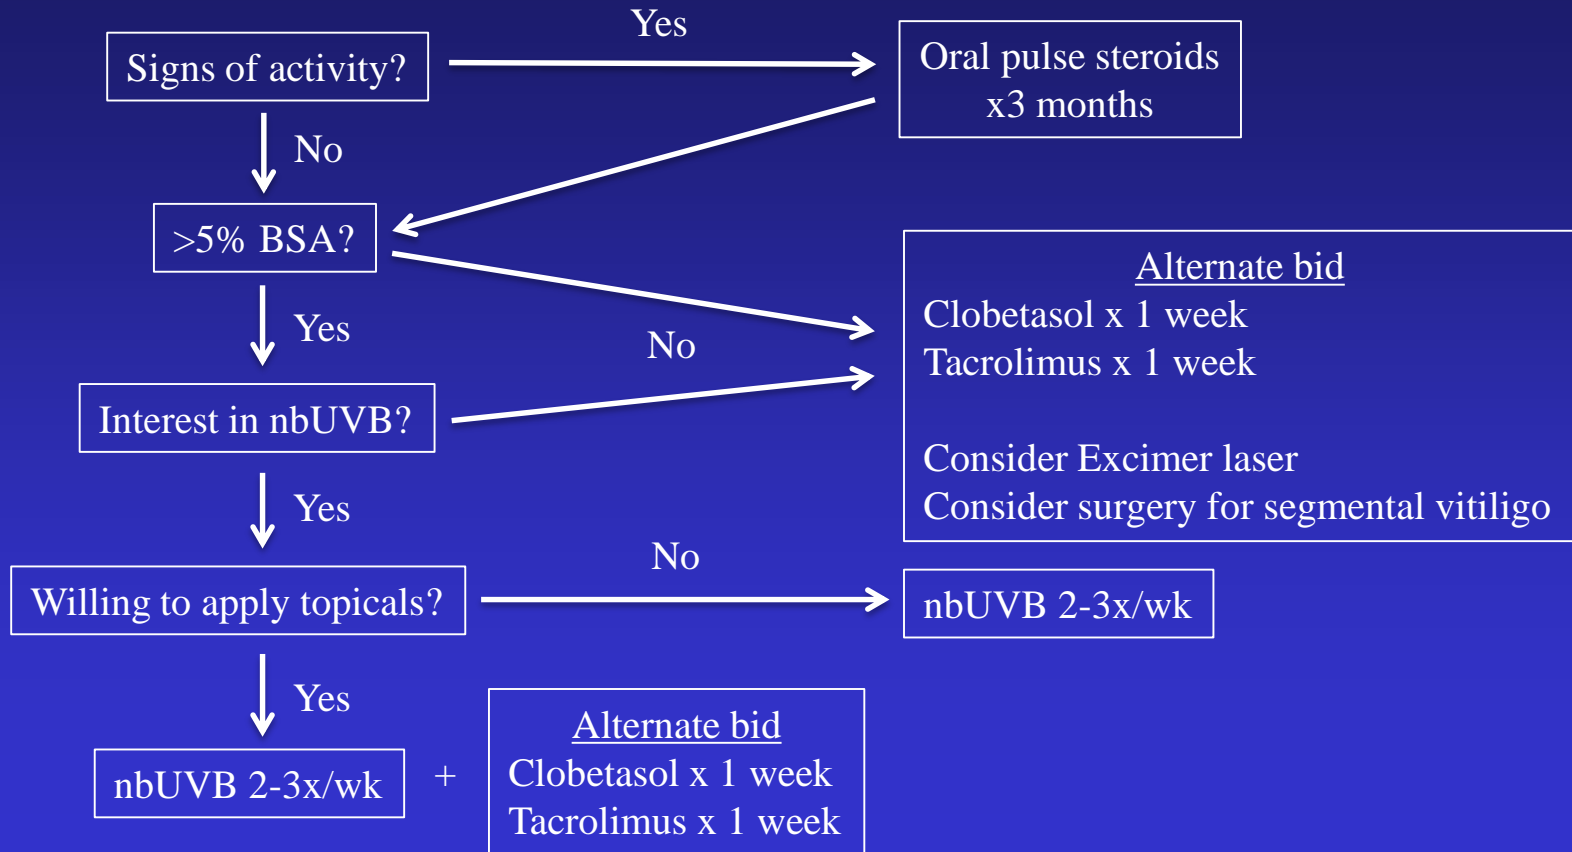 Yes
Signs of activity?
Oral pulse steroids
x3 months
No
>5% BSA?
Alternate bid
Clobetasol x 1 week
Tacrolimus x 1 week
Consider Excimer laser
Consider surgery for segmental vitiligo
Yes
No
Interest in nbUVB?
Yes
No
Willing to apply topicals?
nbUVB 2-3x/wk
Yes
nbUVB 2-3x/wk
+
Alternate bid
Clobetasol x 1 week
Tacrolimus x 1 week